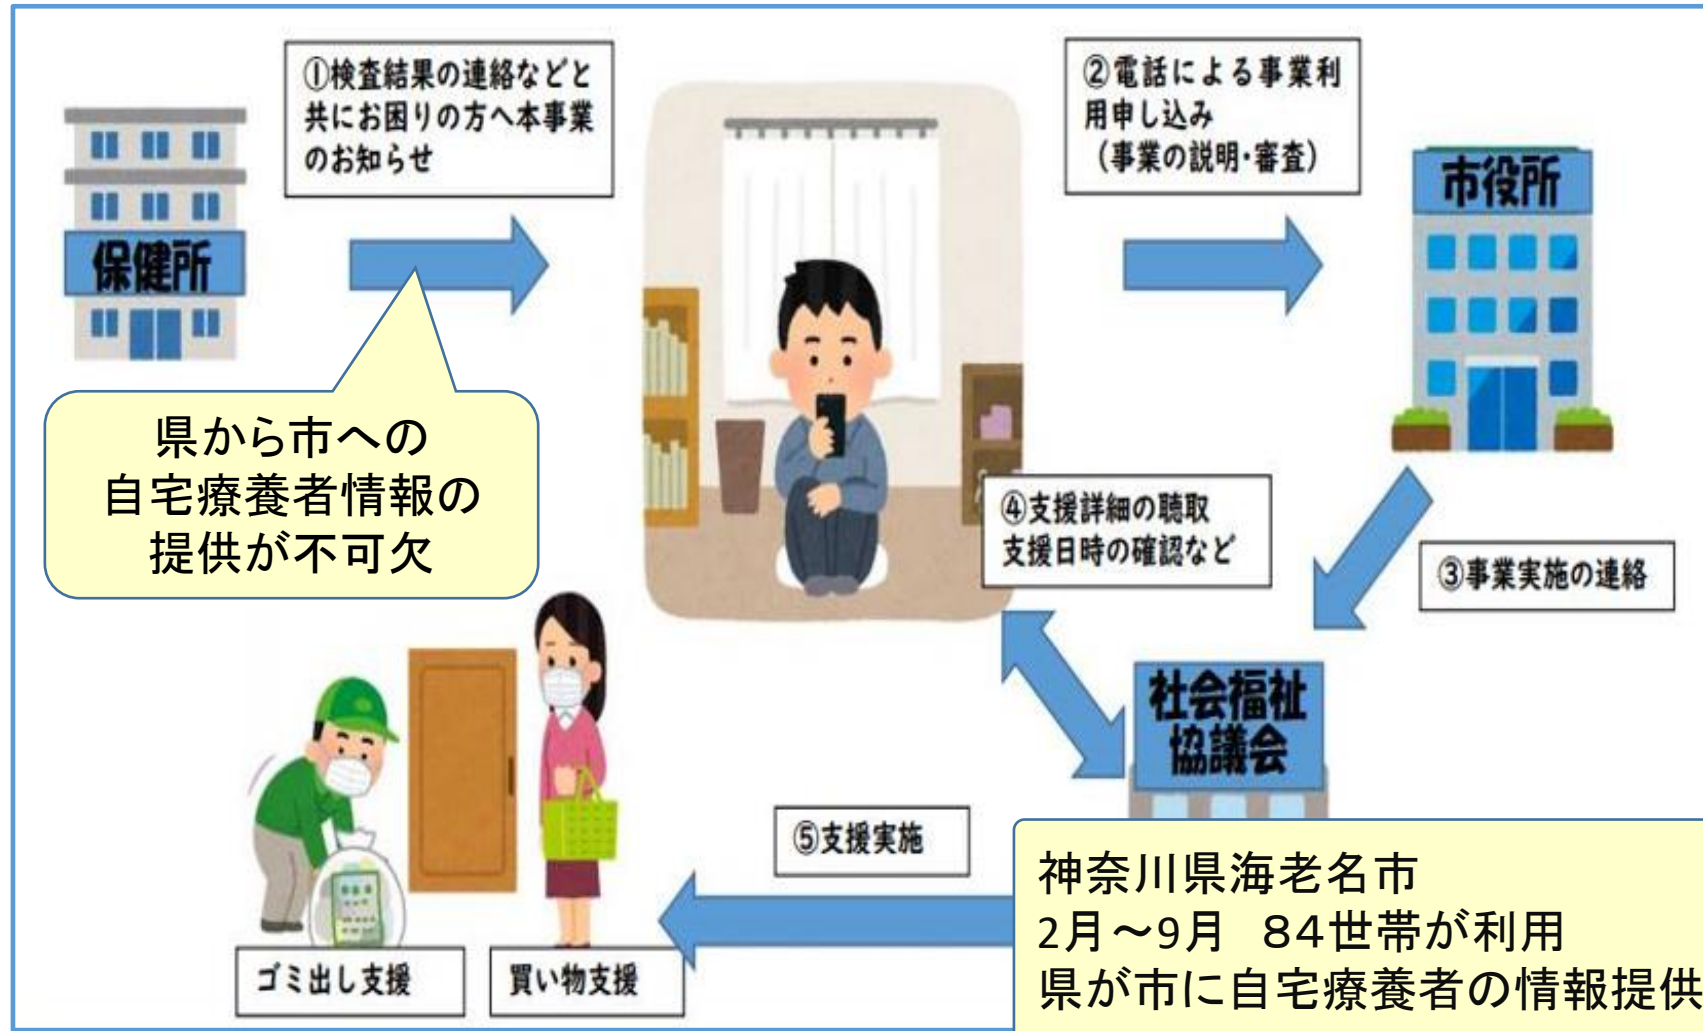 ①検査結果の連絡などと
共にお困りの方へ本事業
のお知らせ
②電話による事業利
用申し込み
（事業の説明・審査）
保健所
市役所
県から市への
自宅療養者情報の
提供が不可欠
④支援詳細の聴取
支援日時の確認など
③事業実施の連絡
社会福祉
協議会
⑤支援実施
ゴミ出し支援
買い物支援
神奈川県海老名市
2月～9月　８４世帯が利用
県が市に自宅療養者の情報提供